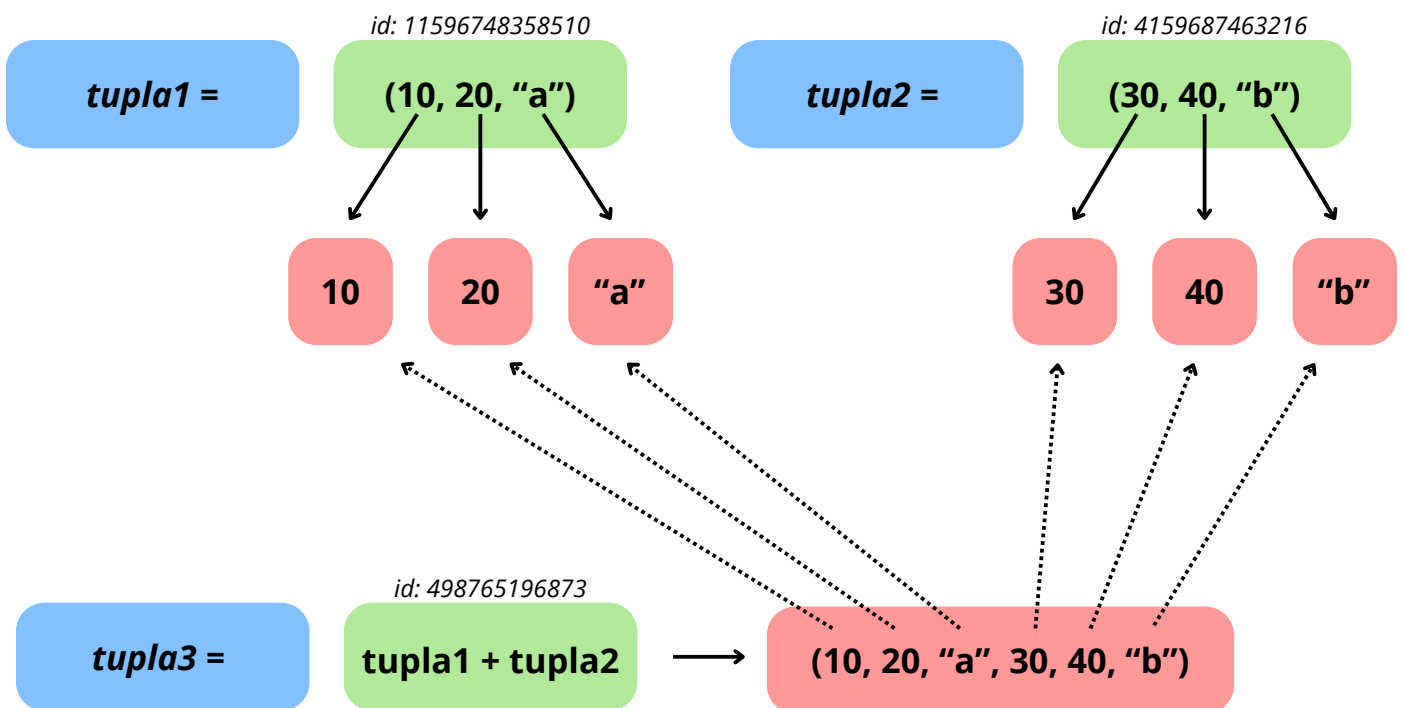 id: 11596748358510
id: 4159687463216
tupla1 =
(10, 20, “a”)
tupla2 =
(30, 40, “b”)
10
20
“a”
30
40
“b”
id: 498765196873
tupla3 =
tupla1 + tupla2
(10, 20, “a”, 30, 40, “b”)